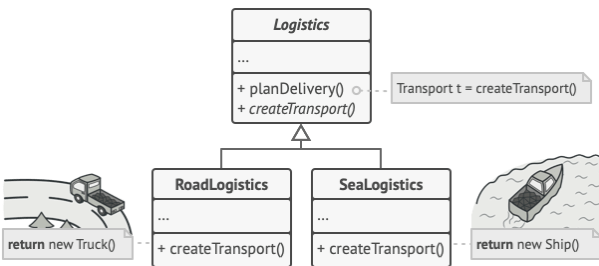 Logistics
...
+ planDelivery()
+ createTransport()
Transport t = createTransport()
RoadLogistics
...
+ createTransport()
SeaLogistics
...
+ createTransport()
return new Truck()
return new Ship()